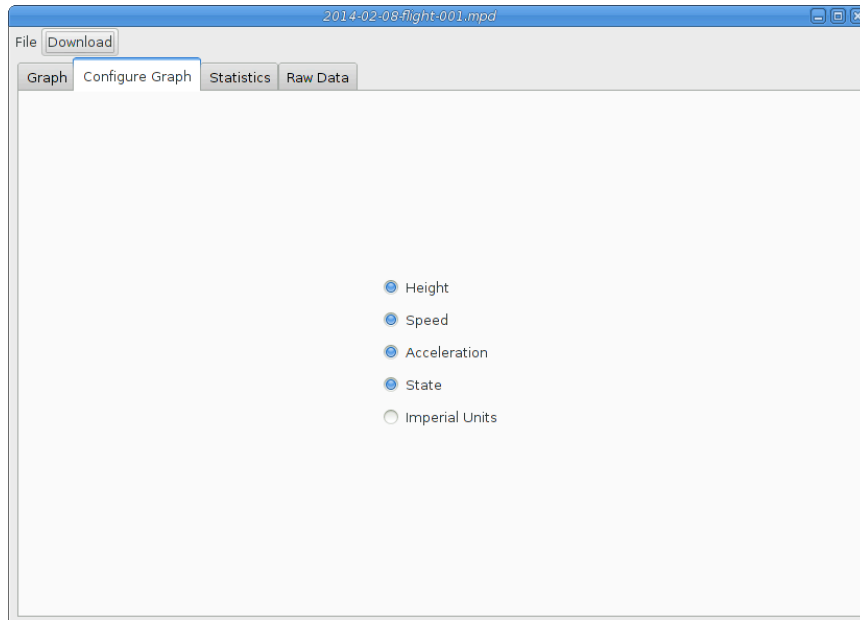 2014-02-08-flight-001.mpd
File Download
Graph Configure Graph Statistics Raw Data
Height
Speed
Acceleration
State
Imperial Units